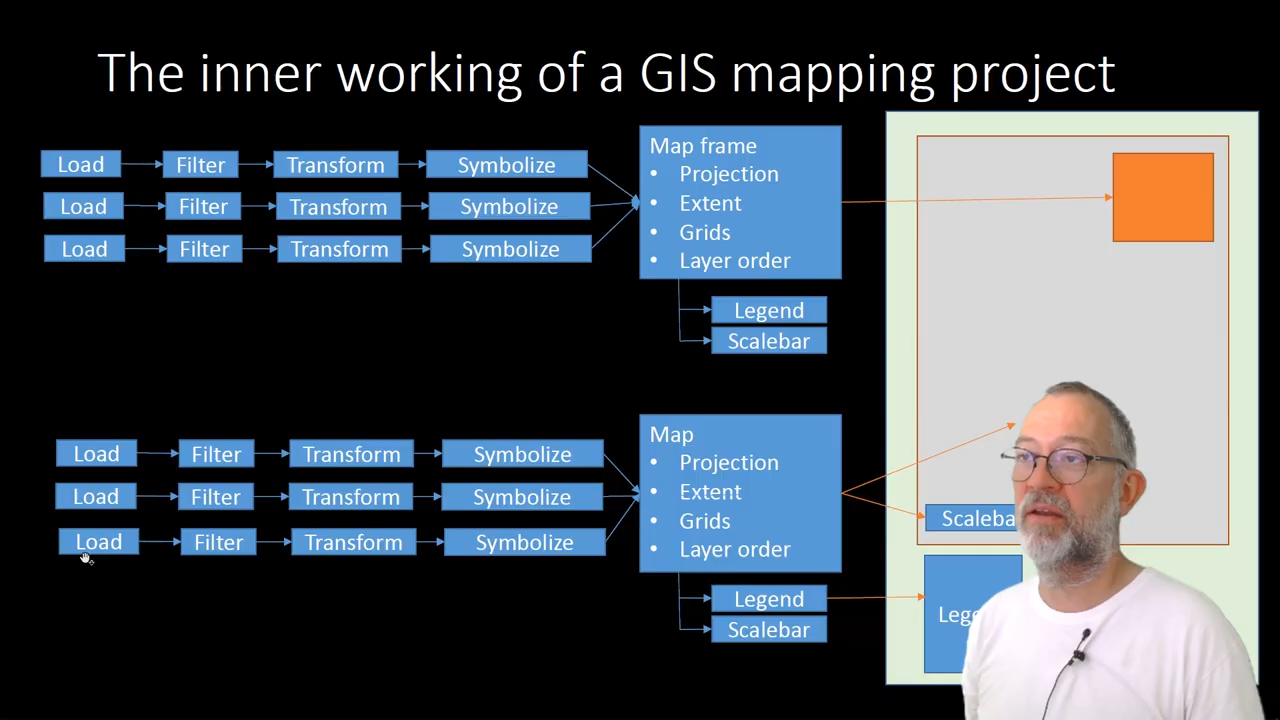 The inner working of a GIS mapping project
Load Filter Transform Symbolize
Load Filter Transform Symbolize
Load Filter Transform Symbolize
Map frame
• Projection
• Extent
• Grids
• Layer order
Legend
Scalebar
Load Filter Transform Symbolize
Load Filter Transform Symbolize
Load Filter Transform Symbolize
Map
• Projection
• Extent
• Grids
• Layer order
Legend
Scalebar
Scaleba
Lege